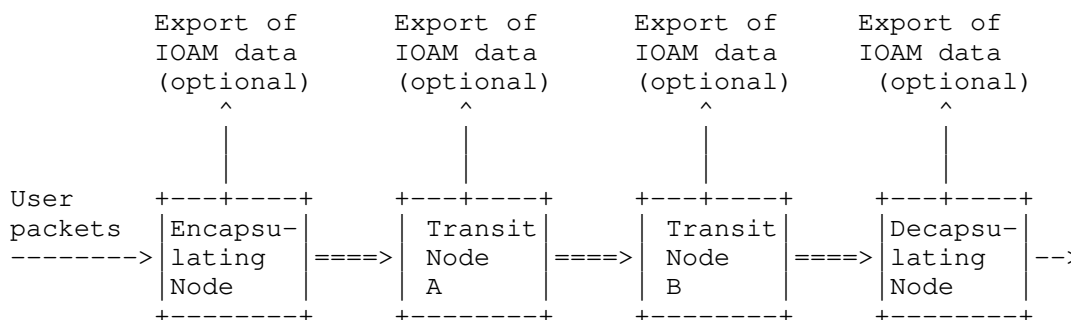 Export of Export of Export of Export of
IOAM data IOAM data IOAM data IOAM data
(optional) (optional) (optional) (optional)
User
packets
Encapsu-
lating
Node
Transit
Node
A
Transit
Node
B
Decapsu-
lating
Node